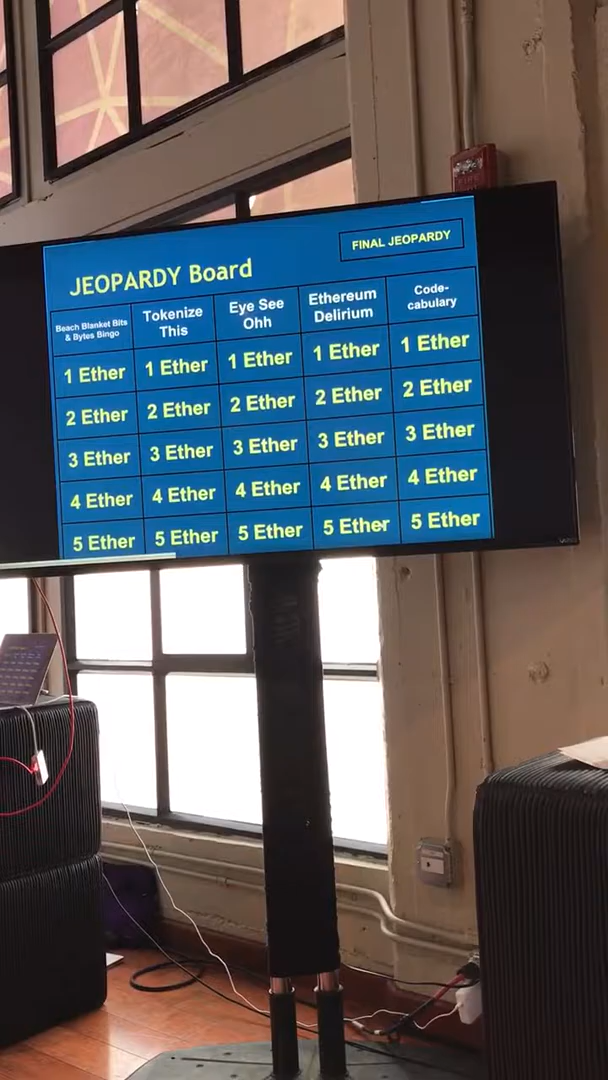 FINAL JEOPARDY
JEOPARDY Board
Beach Blanket Bits
& Bytes Bingo
Tokenize
This
Eye See
Ohh
Ethereum
Delirium
Code-
cabulary
1 Ether 1 Ether 1 Ether 1 Ether 1 Ether
2 Ether 2 Ether 2 Ether 2 Ether 2 Ether
3 Ether 3 Ether 3 Ether 3 Ether 3 Ether
4 Ether 4 Ether 4 Ether 4 Ether 4 Ether
5 Ether 5 Ether 5 Ether 5 Ether 5 Ether